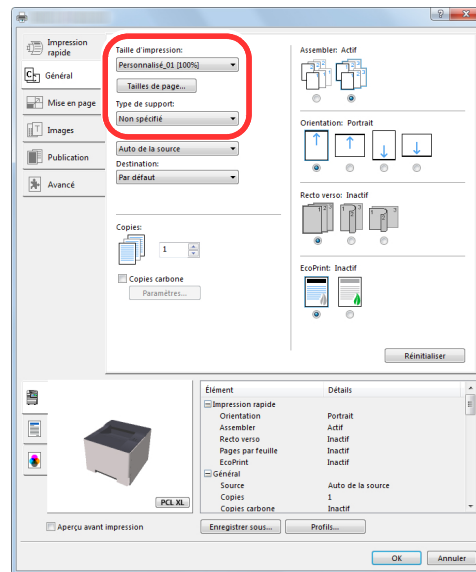 Impression rapide
Général
Mise en page
Images
Publication
Avancé
Taille d'impression:
Personnalisé_01 [100%]
Tailles de page...
Type de support:
Non spécifié
Auto de la source
Destination:
Par défaut
Copies:
1
Copies carbone
Paramètres...
Assembler: Actif
Orientation: Portrait
Recto verso: Inactif
EcoPrint: Inactif
Réinitialiser
PCL XL
Aperçu avant impression
Élément Détails
Impression rapide
Orientation Portrait
Assembler Actif
Recto verso Inactif
Pages par feuille Inactif
EcoPrint Inactif
Général
Source Auto de la source
Copies 1
Copies carbone Inactif
Enregistrer sous... Profils...
OK Annuler